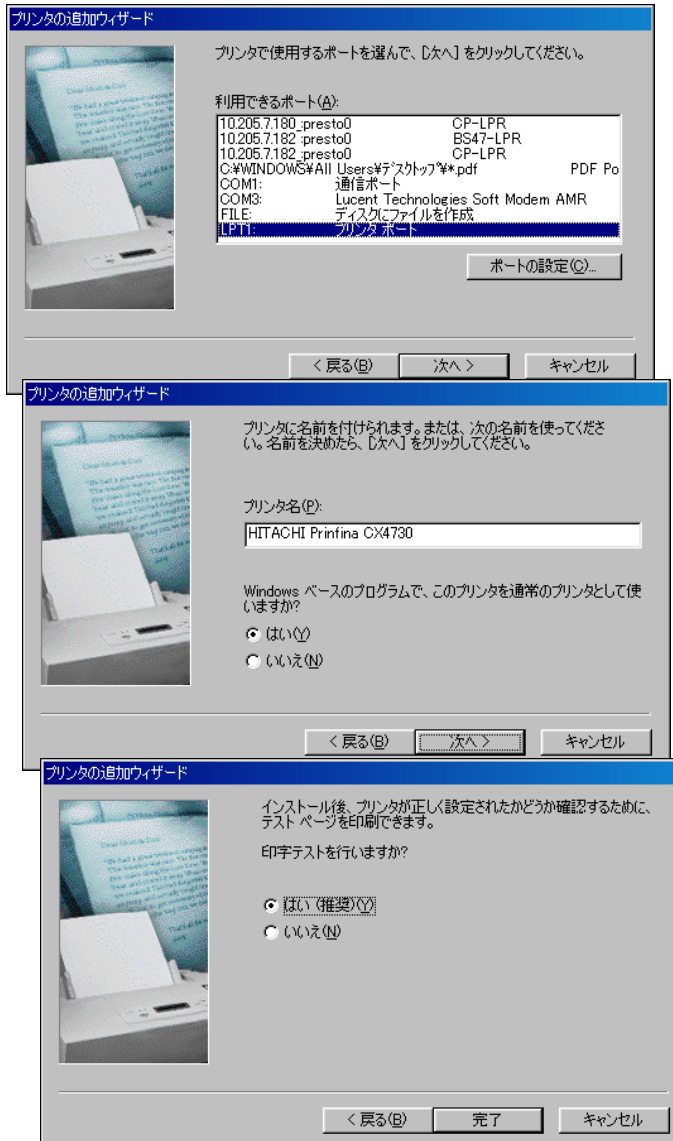 プリンタの追加ウィザード
プリンタで使用するポートを選んで、[次へ] をクリックしてください。
利用できるポート(A):
10.205.7.180_:presto0 CP-LPR
10.205.7.182_:presto0 BS47-LPR
10.205.7.182_:presto0 CP-LPR
C:¥WINDOWS¥All Users¥デスクトップ¥*.pdf PDF Po
COM1: 通信ポート
COM3: Lucent Technologies Soft Modem AMR
FILE: ディスクにファイルを作成
LPT1: プリンタ ポート
ポートの設定(C)...
< 戻る(B) 次へ > キャンセル
プリンタの追加ウィザード
プリンタに名前を付けられます。または、次の名前を使ってくださ
い。名前を決めたら、[次へ] をクリックしてください。
プリンタ名(P):
HITACHI Prinfina CX4730
Windows ベースのプログラムで、このプリンタを通常のプリンタとして使
いますか?
はい(Y)
いいえ(N)
< 戻る(B) 次へ > キャンセル
プリンタの追加ウィザード
インストール後、プリンタが正しく設定されたかどうか確認するために、
テスト ページを印刷できます。
印字テストを行いますか?
はい (推奨)(Y)
いいえ(N)
< 戻る(B) 完了 キャンセル